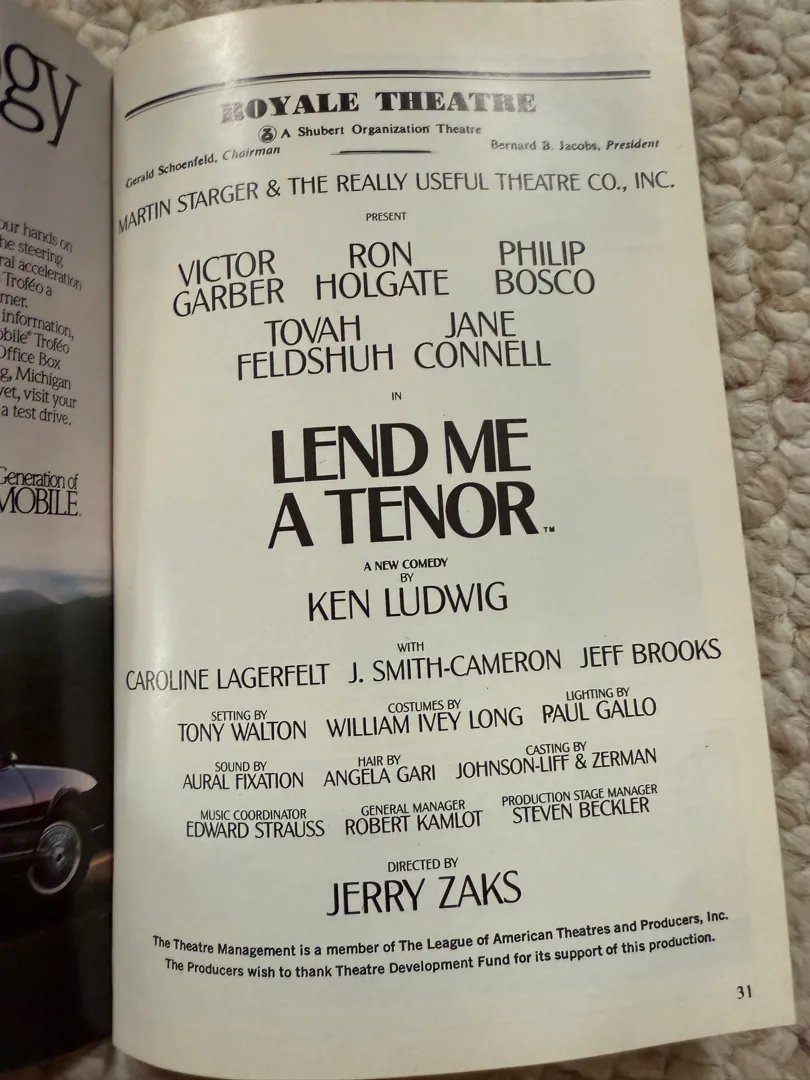 gy
our hands on
he steering
ral acceleration
Troféo a
mer.
information,
obile® Troféo
Office Box
g, Michigan
yet, visit your
a test drive.
Generation of
MOBILE.
ROYALE THEATRE
A Shubert Organization Theatre
Gerald Schoenfeld, Chairman
Bernard B. Jacobs, President
MARTIN STARGER & THE REALLY USEFUL THEATRE CO., INC.
PRESENT
VICTOR GARBER
RON HOLGATE
PHILIP BOSCO
TOVAH FELDSHUH
JANE CONNELL
IN
LEND ME
A TENOR™
A NEW COMEDY
BY
KEN LUDWIG
WITH
CAROLINE LAGERFELT J. SMITH-CAMERON JEFF BROOKS
SETTING BY
TONY WALTON
COSTUMES BY
WILLIAM IVEY LONG
LIGHTING BY
PAUL GALLO
SOUND BY
AURAL FIXATION
HAIR BY
ANGELA GARI
CASTING BY
JOHNSON-LIFF & ZERMAN
MUSIC COORDINATOR
EDWARD STRAUSS
GENERAL MANAGER
ROBERT KAMLOT
PRODUCTION STAGE MANAGER
STEVEN BECKLER
DIRECTED BY
JERRY ZAKS
The Theatre Management is a member of The League of American Theatres and Producers, Inc.
The Producers wish to thank Theatre Development Fund for its support of this production.
31